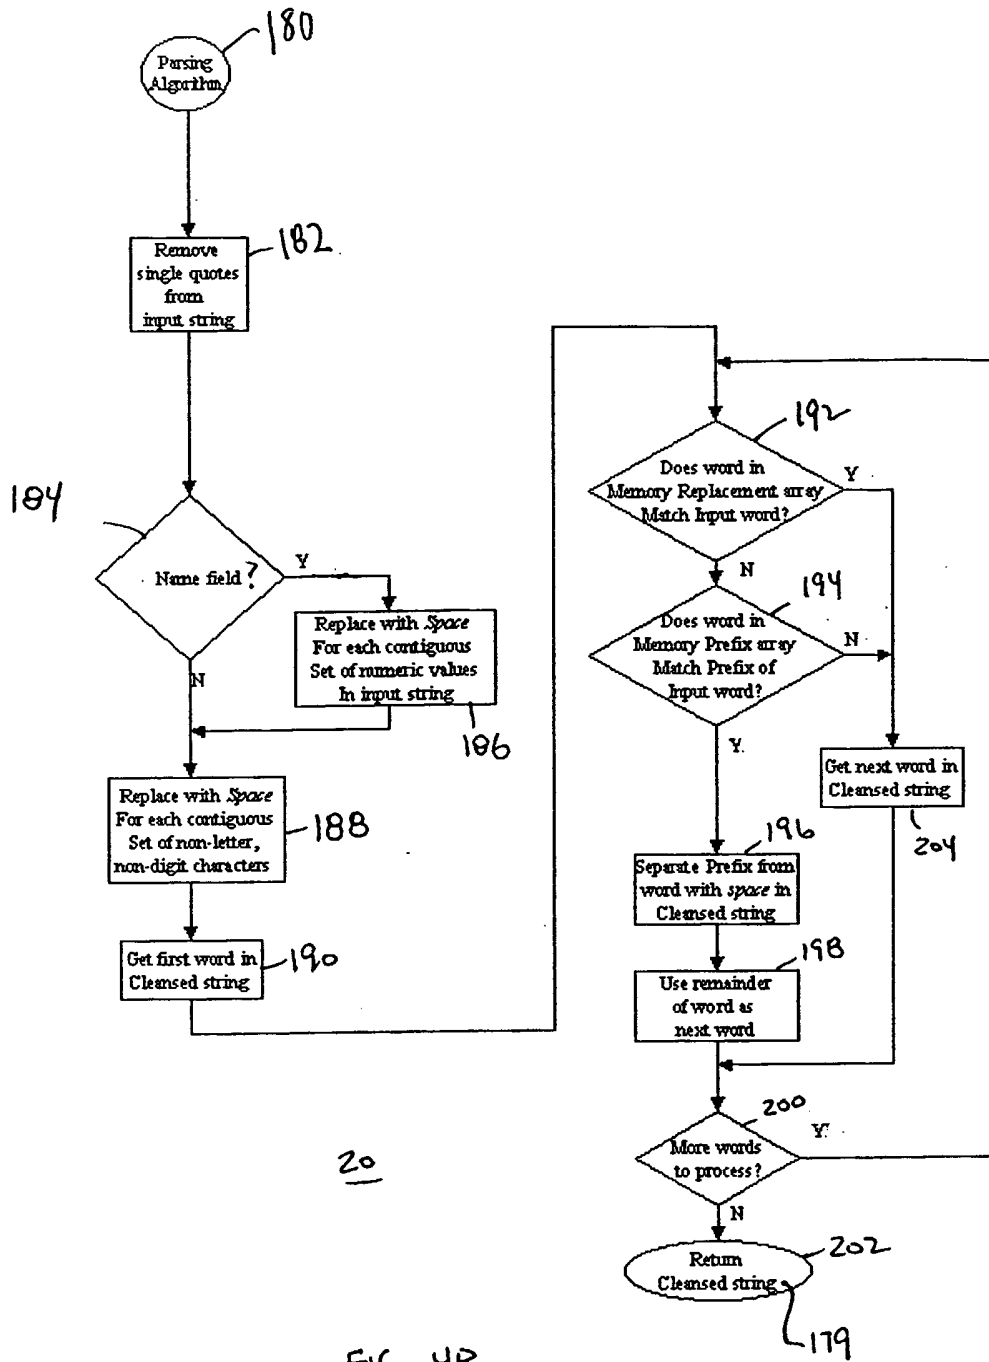 180
Parsing
Algorithm
182
Remove
single quotes
from
input string
184
Name field?
Y
N
Replace with Space
For each contiguous
Set of numeric values
In input string
186
Replace with Space
For each contiguous
Set of non-letter,
non-digit characters
188
Get first word in
Cleansed string
190
192
Does word in
Memory Replacement array
Match Input word?
Y
N
194
Does word in
Memory Prefix array
Match Prefix of
Input word?
N
Y
Get next word in
Cleansed string
204
196
Separate Prefix from
word with space in
Cleansed string
198
Use remainder
of word as
next word
200
More words
to process?
Y
N
202
Return
Cleansed string
179
20